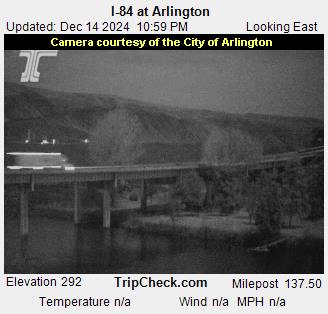 I-84 at Arlington
Updated: Dec 14 2024 10:59 PM Looking East
Camera courtesy of the City of Arlington
Elevation 292 TripCheck.com Milepost 137.50
Temperature n/a Wind n/a MPH n/a